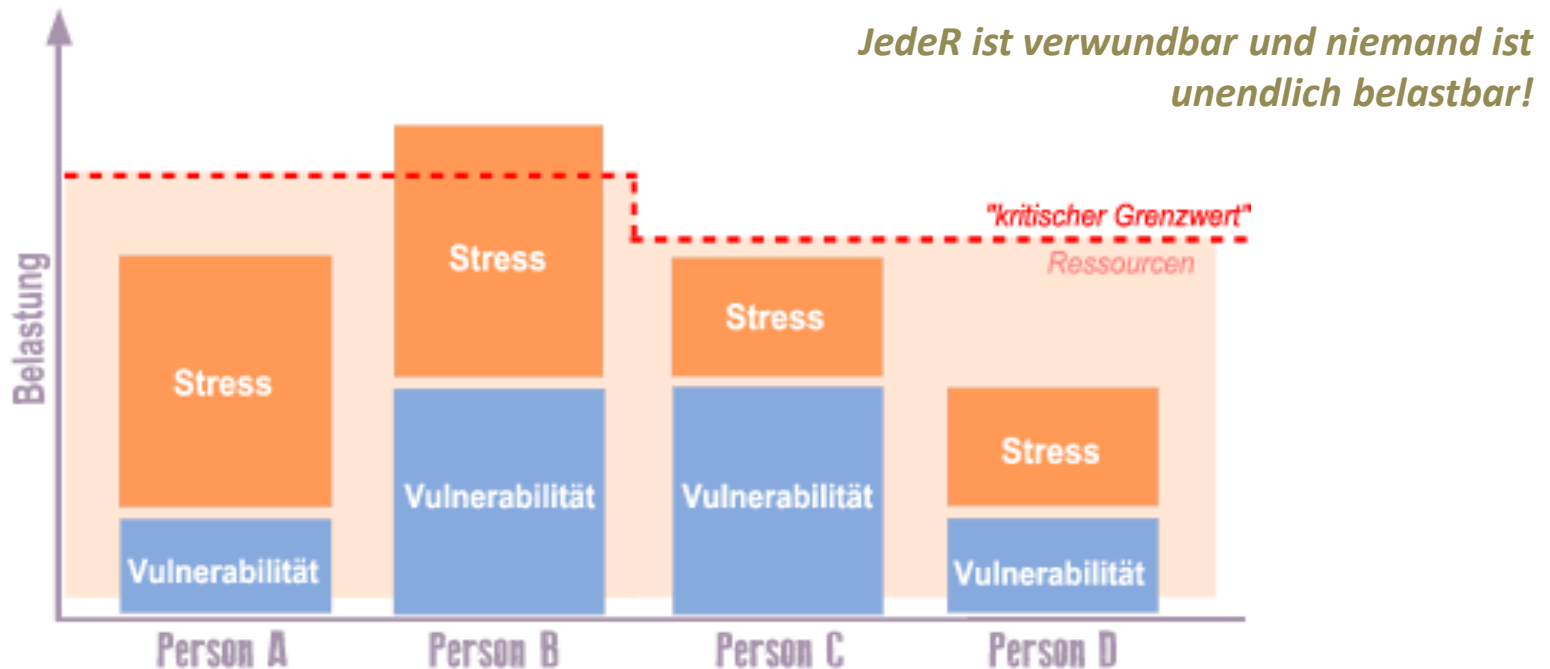 JedeR ist verwundbar und niemand ist
unendlich belastbar!
"kritischer Grenzwert"
Ressourcen
Belastung
Stress
Stress
Stress
Stress
Vulnerabilität
Vulnerabilität
Vulnerabilität
Vulnerabilität
Person A
Person B
Person C
Person D